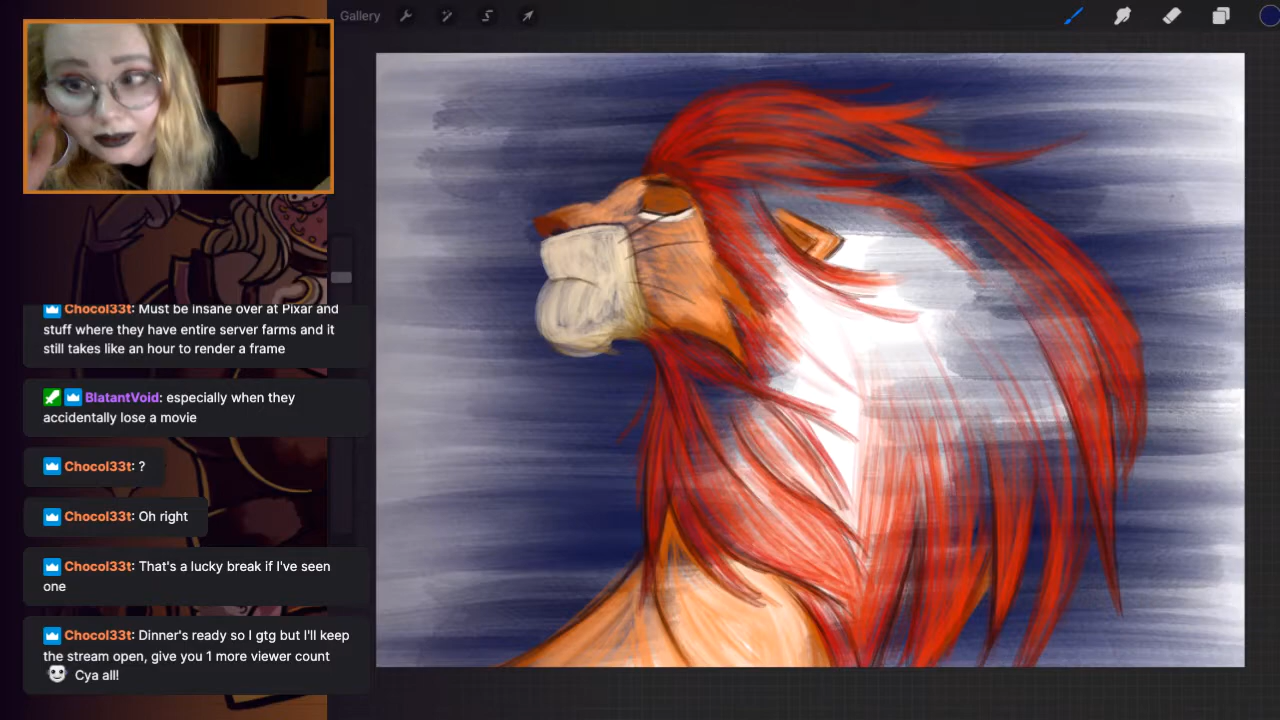 Gallery
Chocol33t: Must be insane over at Pixar and
stuff where they have entire server farms and it
still takes like an hour to render a frame
BlatantVoid: especially when they
accidentally lose a movie
Chocol33t: ?
Chocol33t: Oh right
Chocol33t: That's a lucky break if I've seen
one
Chocol33t: Dinner's ready so I gtg but I'll keep
the stream open, give you 1 more viewer count
Cya all!